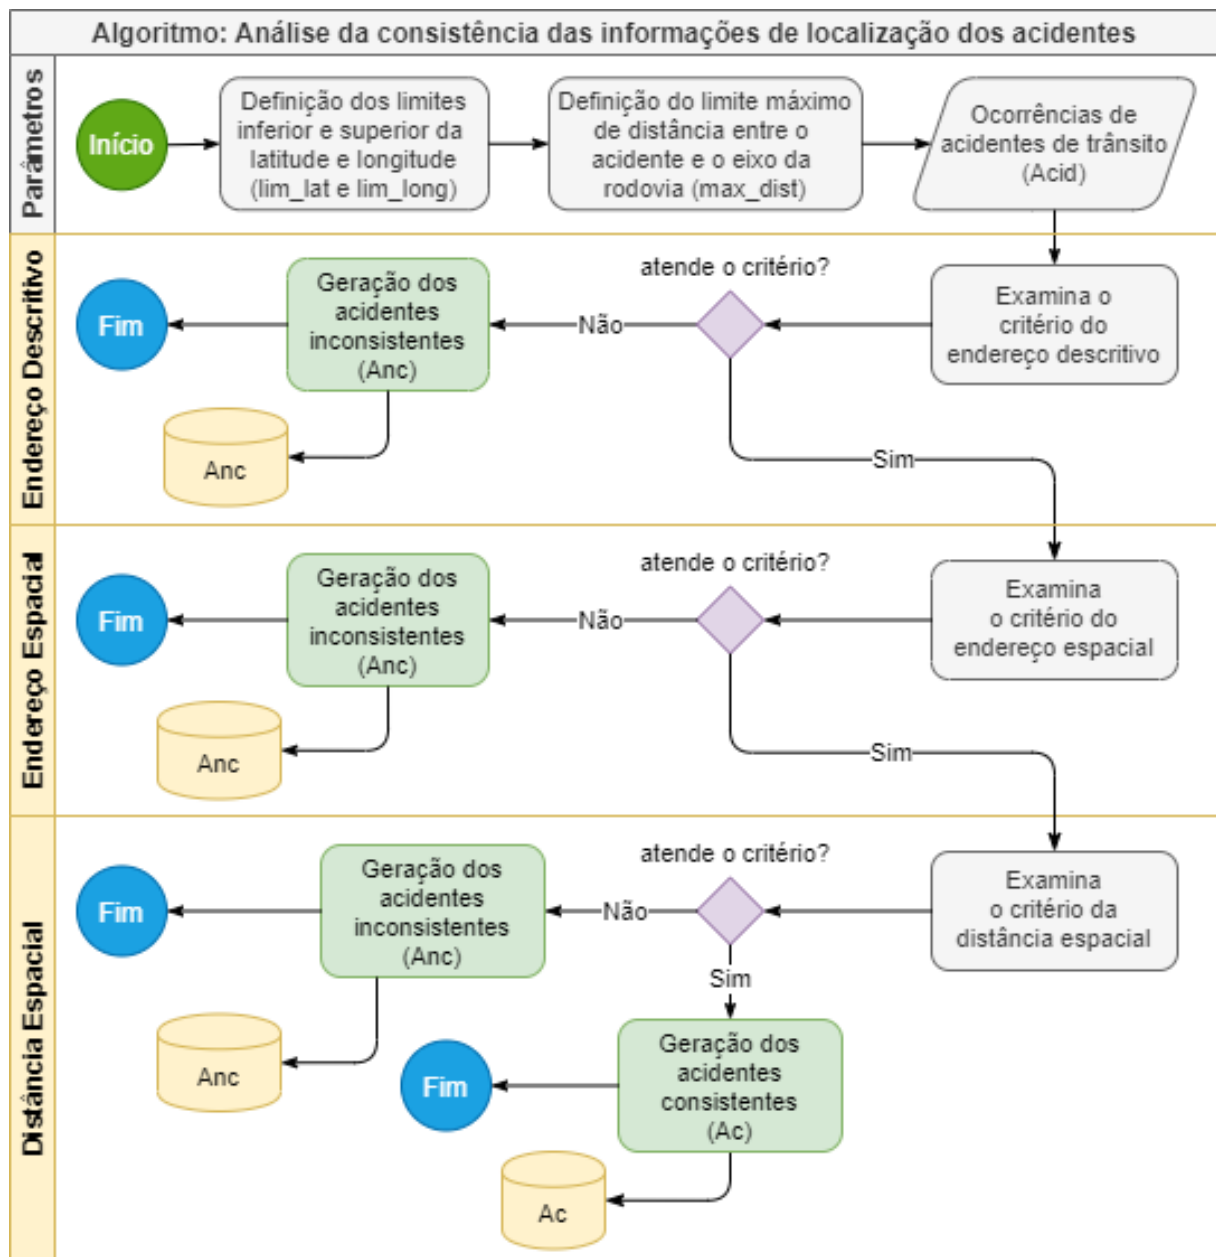 Algoritmo: Análise da consistência das informações de localização dos acidentes
Parâmetros
Início
Definição dos limites
inferior e superior da
latitude e longitude
(lim_lat e lim_long)
Definição do limite máximo
de distância entre o
acidente e o eixo da
rodovia (max_dist)
Ocorrências de
acidentes de trânsito
(Acid)
Endereço Descritivo
Fim
Geração dos
acidentes
inconsistentes
(Anc)
Não
atende o critério?
Examina o
critério do
endereço descritivo
Anc
Sim
Endereço Espacial
Fim
Geração dos
acidentes
inconsistentes
(Anc)
Não
atende o critério?
Examina
o critério do
endereço espacial
Anc
Sim
Distância Espacial
Fim
Geração dos
acidentes
inconsistentes
(Anc)
Não
atende o critério?
Examina
o critério da
distância espacial
Sim
Anc
Fim
Geração dos
acidentes
consistentes
(Ac)
Ac